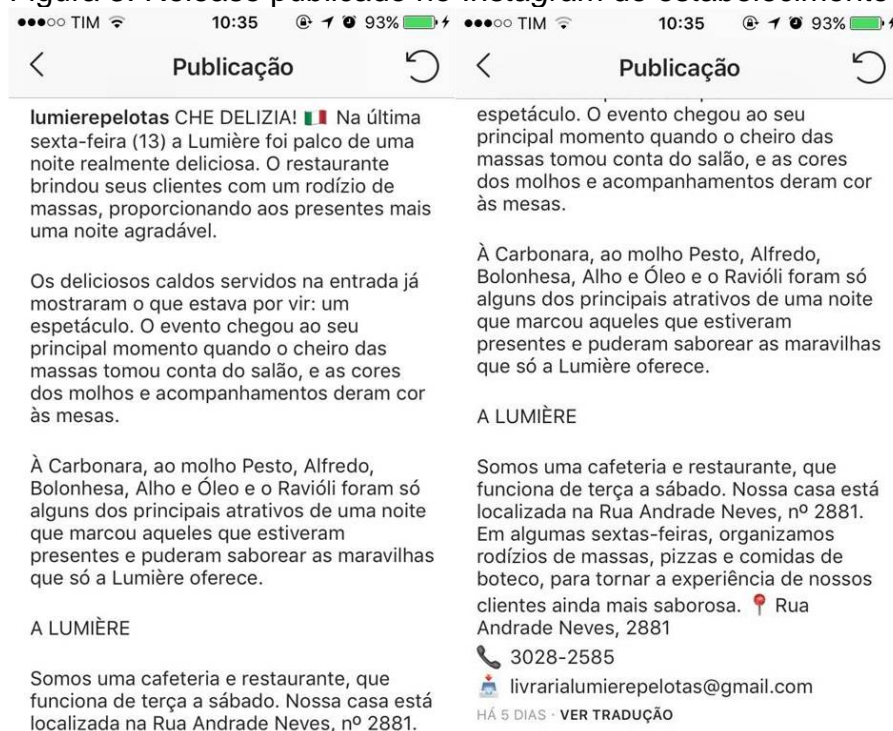 Figura 5: Release publicado no Instagram do estabelecimento
●●●○○ TIM 10:35 93%
Publicação
lumierepelotas CHE DELIZIA! 🇮🇹 Na última
sexta-feira (13) a Lumière foi palco de uma
noite realmente deliciosa. O restaurante
brindou seus clientes com um rodízio de
massas, proporcionando aos presentes mais
uma noite agradável.
Os deliciosos caldos servidos na entrada já
mostraram o que estava por vir: um
espetáculo. O evento chegou ao seu
principal momento quando o cheiro das
massas tomou conta do salão, e as cores
dos molhos e acompanhamentos deram cor
às mesas.
À Carbonara, ao molho Pesto, Alfredo,
Bolonhesa, Alho e Óleo e o Ravióli foram só
alguns dos principais atrativos de uma noite
que marcou aqueles que estiveram
presentes e puderam saborear as maravilhas
que só a Lumière oferece.
A LUMIÈRE
Somos uma cafeteria e restaurante, que
funciona de terça a sábado. Nossa casa está
localizada na Rua Andrade Neves, nº 2881.
●●●○○ TIM 10:35 93%
Publicação
espetáculo. O evento chegou ao seu
principal momento quando o cheiro das
massas tomou conta do salão, e as cores
dos molhos e acompanhamentos deram cor
às mesas.
À Carbonara, ao molho Pesto, Alfredo,
Bolonhesa, Alho e Óleo e o Ravióli foram só
alguns dos principais atrativos de uma noite
que marcou aqueles que estiveram
presentes e puderam saborear as maravilhas
que só a Lumière oferece.
A LUMIÈRE
Somos uma cafeteria e restaurante, que
funciona de terça a sábado. Nossa casa está
localizada na Rua Andrade Neves, nº 2881.
Em algumas sextas-feiras, organizamos
rodízios de massas, pizzas e comidas de
boteco, para tornar a experiência de nossos
clientes ainda mais saborosa. 📍 Rua
Andrade Neves, 2881
📞 3028-2585
📩 livrarialumierepelotas@gmail.com
HÁ 5 DIAS · VER TRADUÇÃO